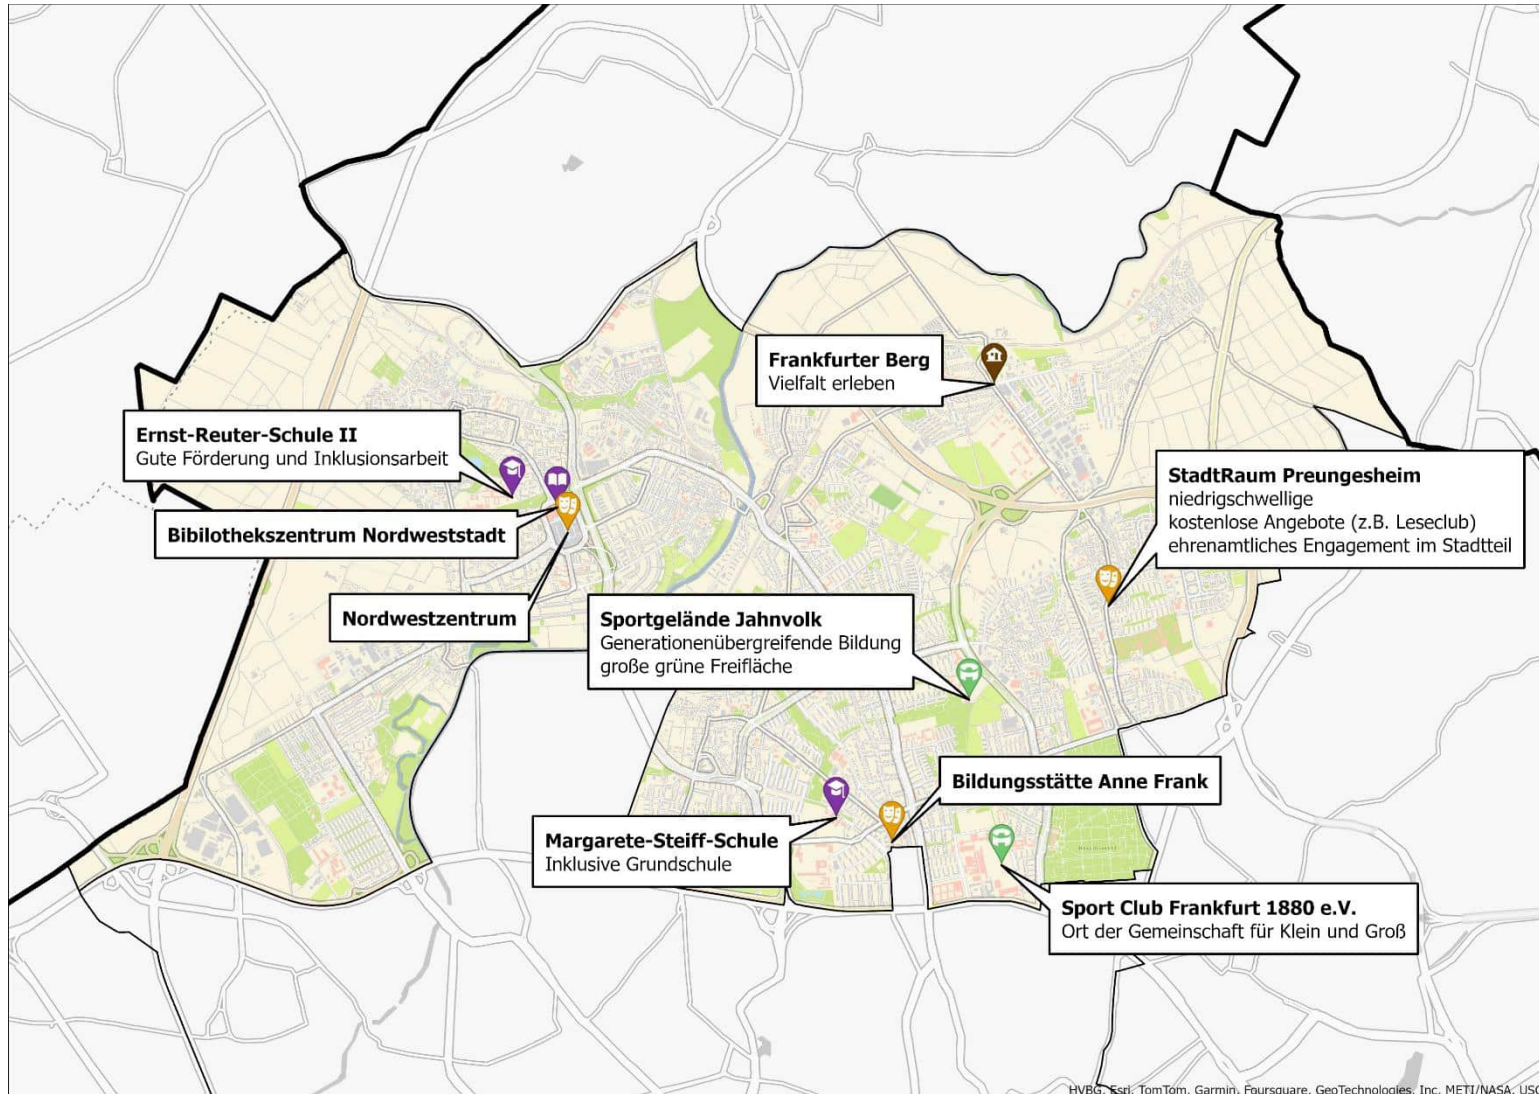 Frankfurter Berg
Vielfalt erleben
Ernst-Reuter-Schule II
Gute Förderung und Inklusionsarbeit
StadtRaum Preungesheim
niedrigschwellige
kostenlose Angebote (z.B. Leseclub)
ehrenamtliches Engagement im Stadtteil
Bibilothekszentrum Nordweststadt
Nordwestzentrum
Sportgelände Jahnvolk
Generationenübergreifende Bildung
große grüne Freifläche
Bildungsstätte Anne Frank
Margarete-Steiff-Schule
Inklusive Grundschule
Sport Club Frankfurt 1880 e.V.
Ort der Gemeinschaft für Klein und Groß
HVBG, Esri, TomTom, Garmin, Foursquare, GeoTechnologies, Inc, METI/NASA, USG